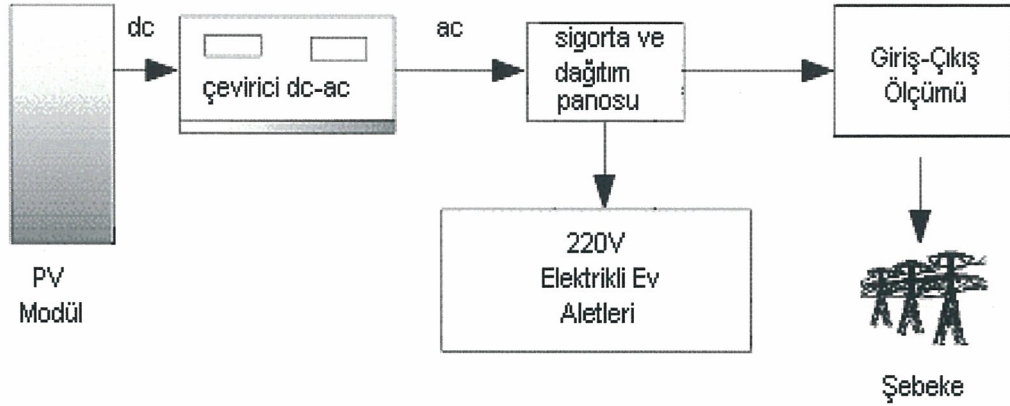 dc
ac
çevirici dc-ac
sigorta ve
dağıtım
panosu
Giriş-Çıkış
Ölçümü
220V
Elektrikli Ev
Aletleri
PV
Modül
Şebeke